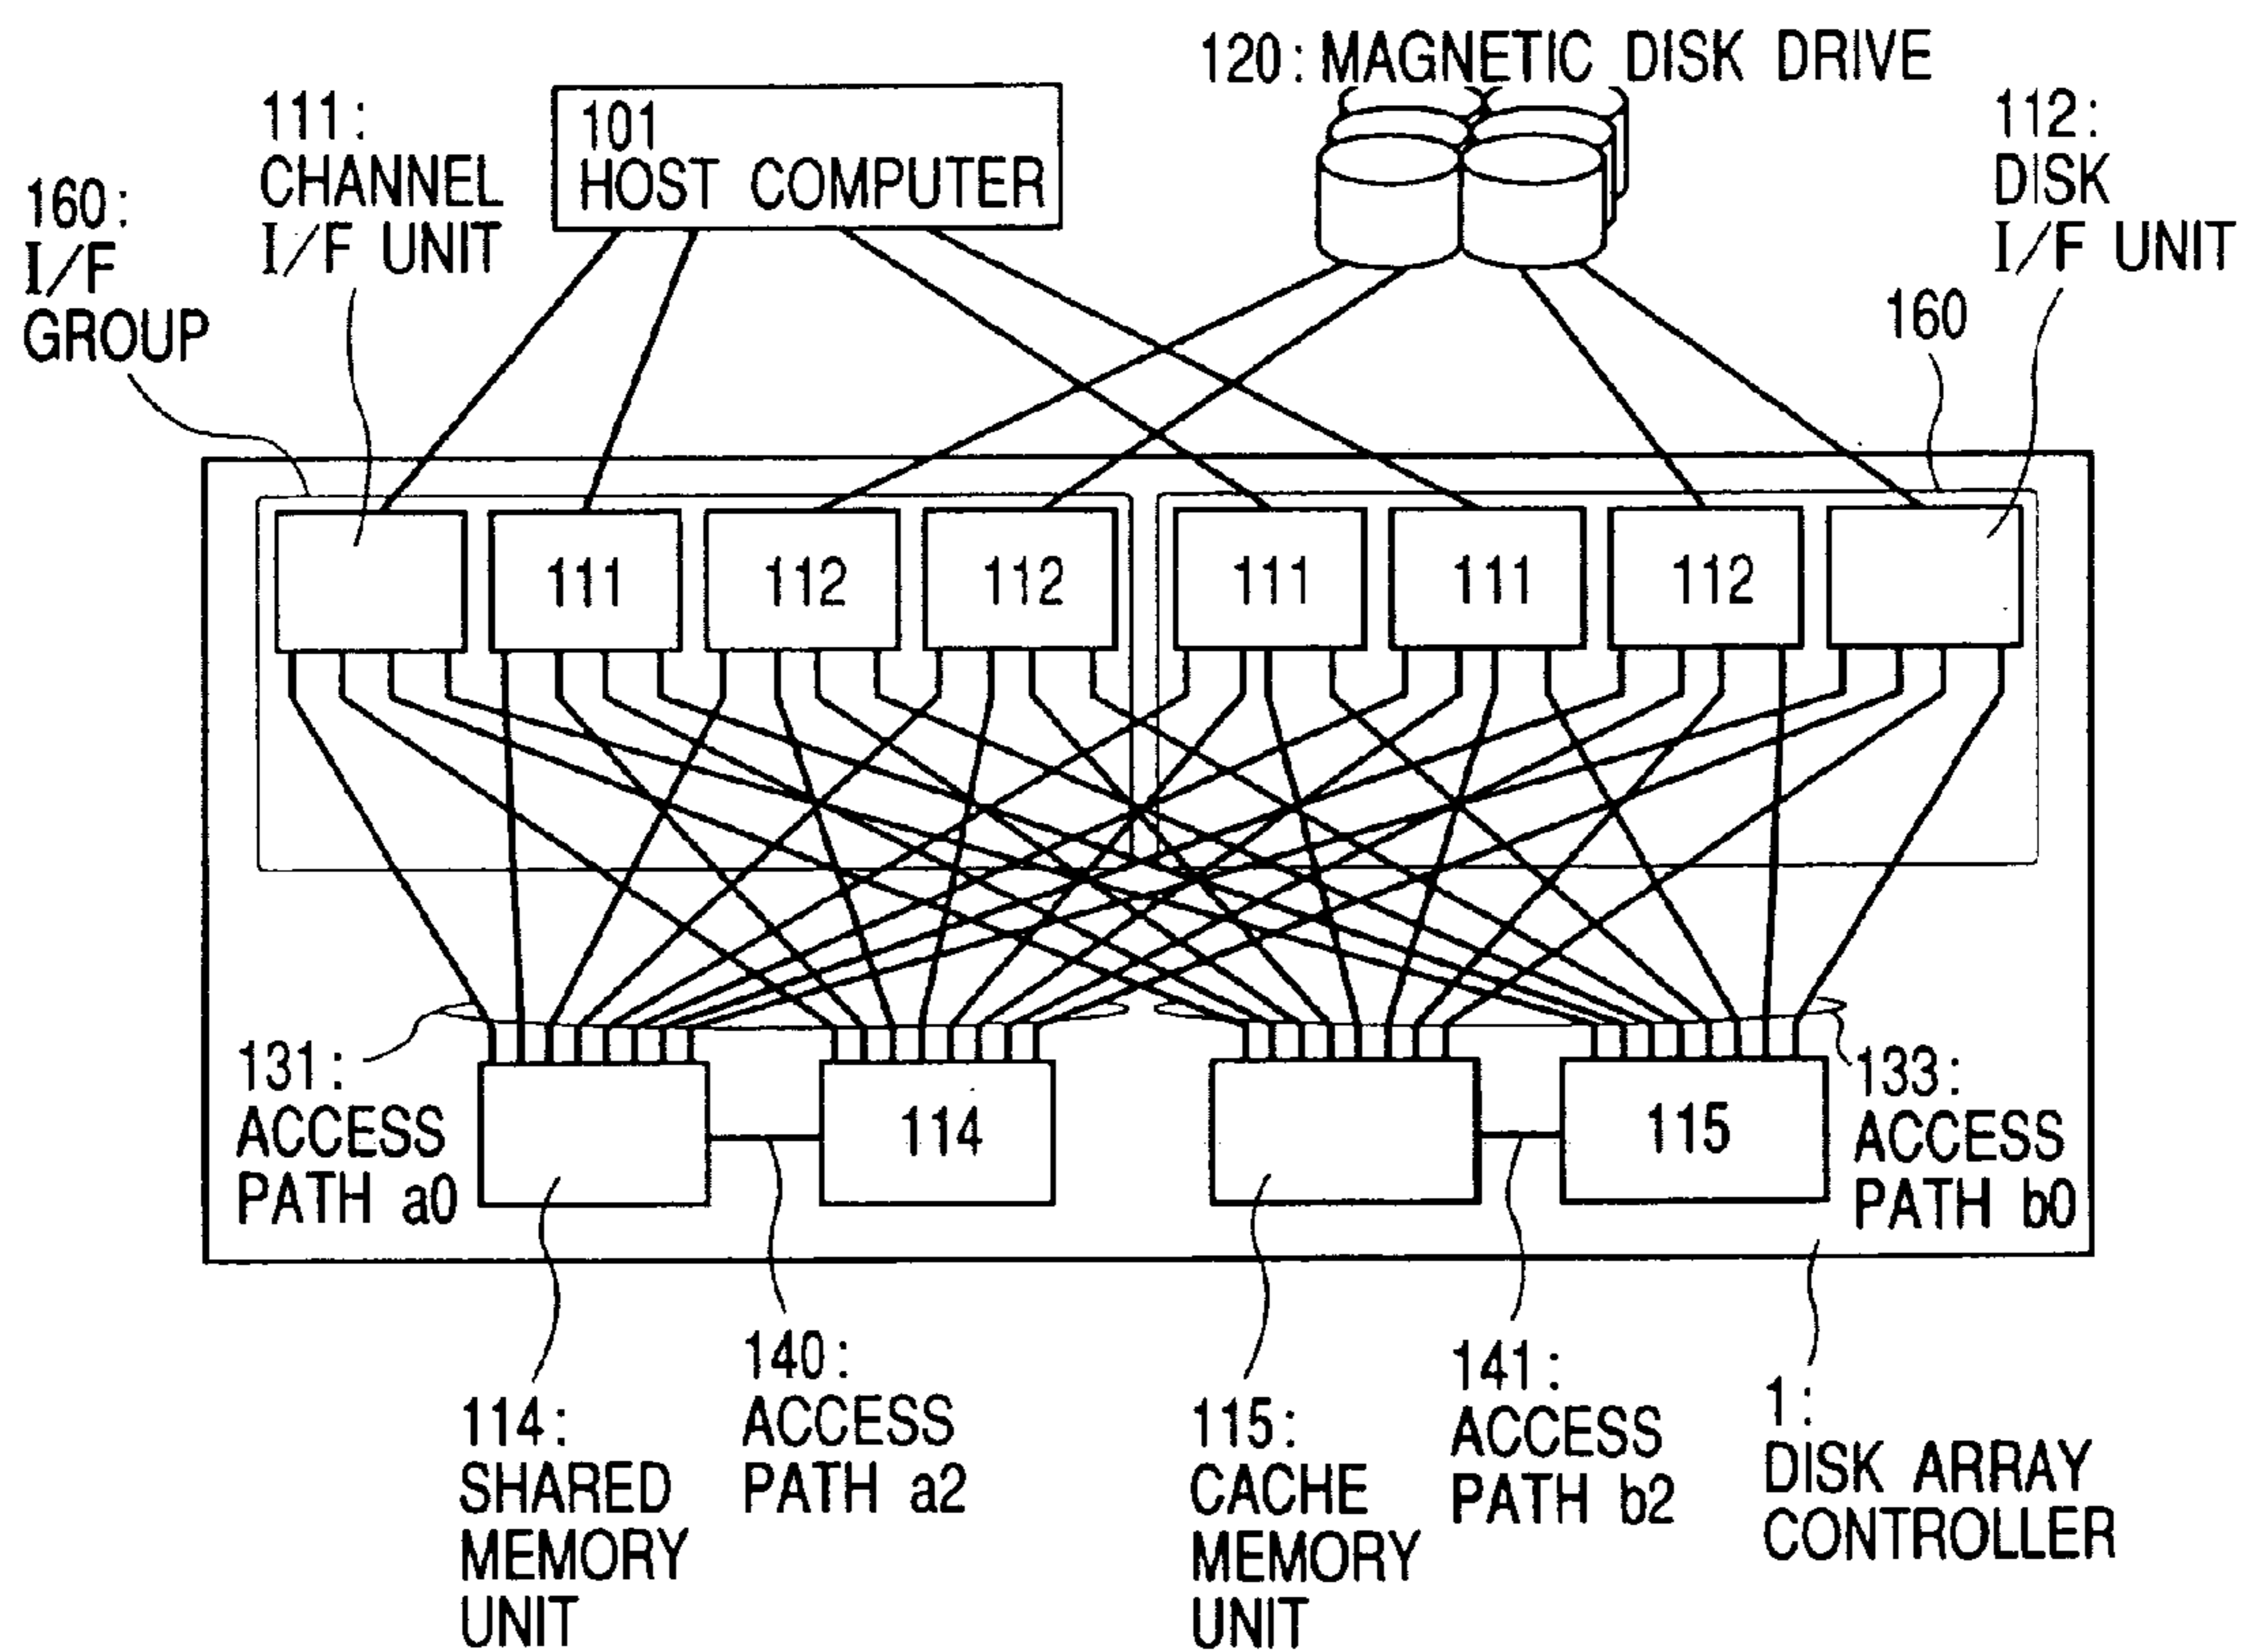 120: MAGNETIC DISK DRIVE
111:
CHANNEL
I/F UNIT
101
HOST COMPUTER
112:
DISK
I/F UNIT
160:
I/F
GROUP
160
111
112
112
111
111
112
131:
ACCESS
PATH a0
114
115
133:
ACCESS
PATH b0
140:
ACCESS
PATH a2
141:
ACCESS
PATH b2
114:
SHARED
MEMORY
UNIT
115:
CACHE
MEMORY
UNIT
1:
DISK ARRAY
CONTROLLER